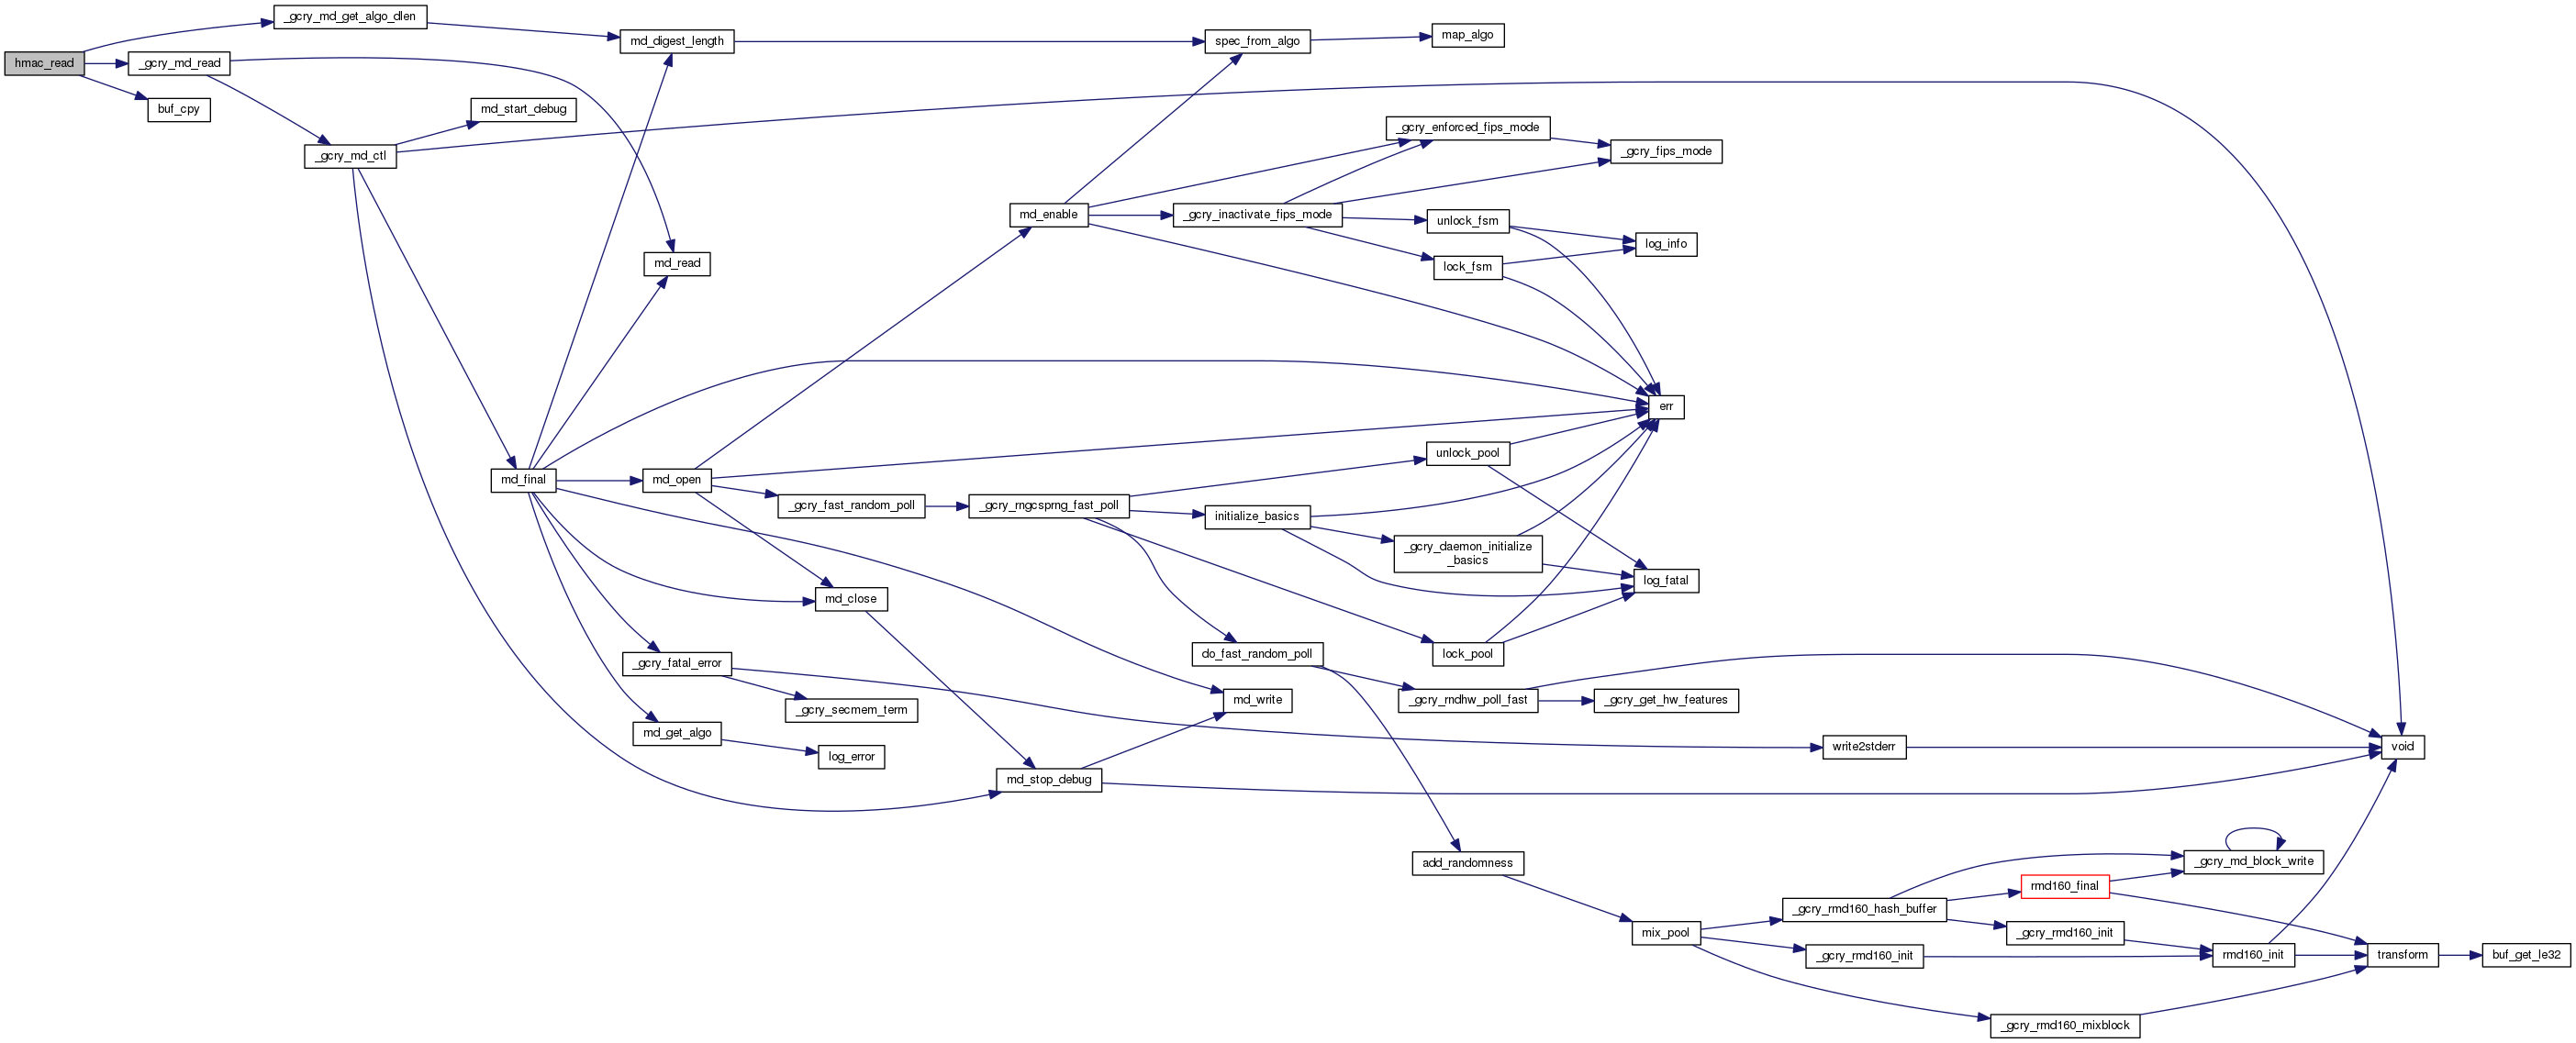 hmac_read
_gcry_md_get_algo_dlen
_gcry_md_read
buf_cpy
md_digest_length
md_start_debug
_gcry_md_ctl
md_read
spec_from_algo
map_algo
_gcry_enforced_fips_mode
_gcry_fips_mode
md_enable
_gcry_inactivate_fips_mode
unlock_fsm
log_info
lock_fsm
err
md_final
md_open
_gcry_fast_random_poll
_gcry_rngcsprng_fast_poll
unlock_pool
initialize_basics
_gcry_daemon_initialize
_basics
log_fatal
md_close
lock_pool
do_fast_random_poll
_gcry_fatal_error
_gcry_secmem_term
md_write
_gcry_rndhw_poll_fast
_gcry_get_hw_features
md_get_algo
log_error
write2stderr
void
md_stop_debug
add_randomness
_gcry_md_block_write
rmd160_final
_gcry_rmd160_hash_buffer
mix_pool
_gcry_rmd160_init
_gcry_rmd160_init
rmd160_init
transform
buf_get_le32
_gcry_rmd160_mixblock